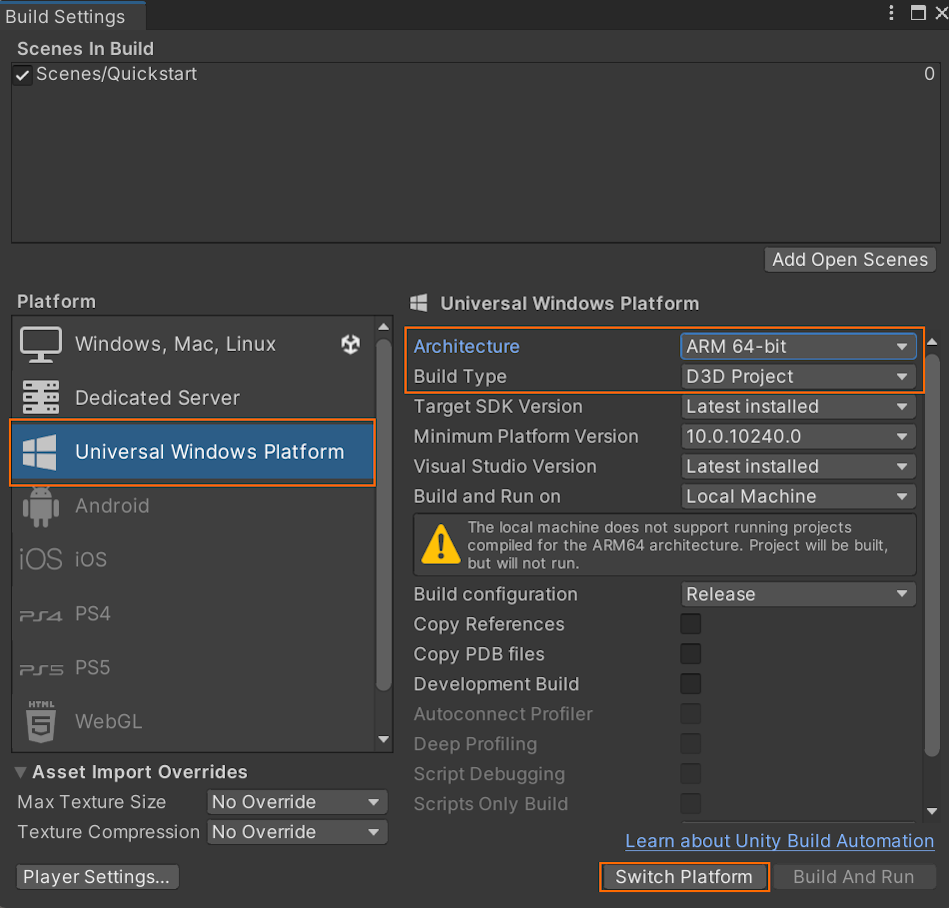 Build Settings
Scenes In Build
Scenes/Quickstart 0
Add Open Scenes
Platform
Windows, Mac, Linux
Dedicated Server
Universal Windows Platform
Android
iOS iOS
PS4 PS4
PS5 PS5
HTML 5 WebGL
Universal Windows Platform
Architecture ARM 64-bit
Build Type D3D Project
Target SDK Version Latest installed
Minimum Platform Version 10.0.10240.0
Visual Studio Version Latest installed
Build and Run on Local Machine
The local machine does not support running projects
compiled for the ARM64 architecture. Project will be built,
but will not run.
Build configuration Release
Copy References
Copy PDB files
Development Build
Autoconnect Profiler
Deep Profiling
Script Debugging
Scripts Only Build
Asset Import Overrides
Max Texture Size No Override
Texture Compression No Override
Learn about Unity Build Automation
Player Settings...
Switch Platform
Build And Run